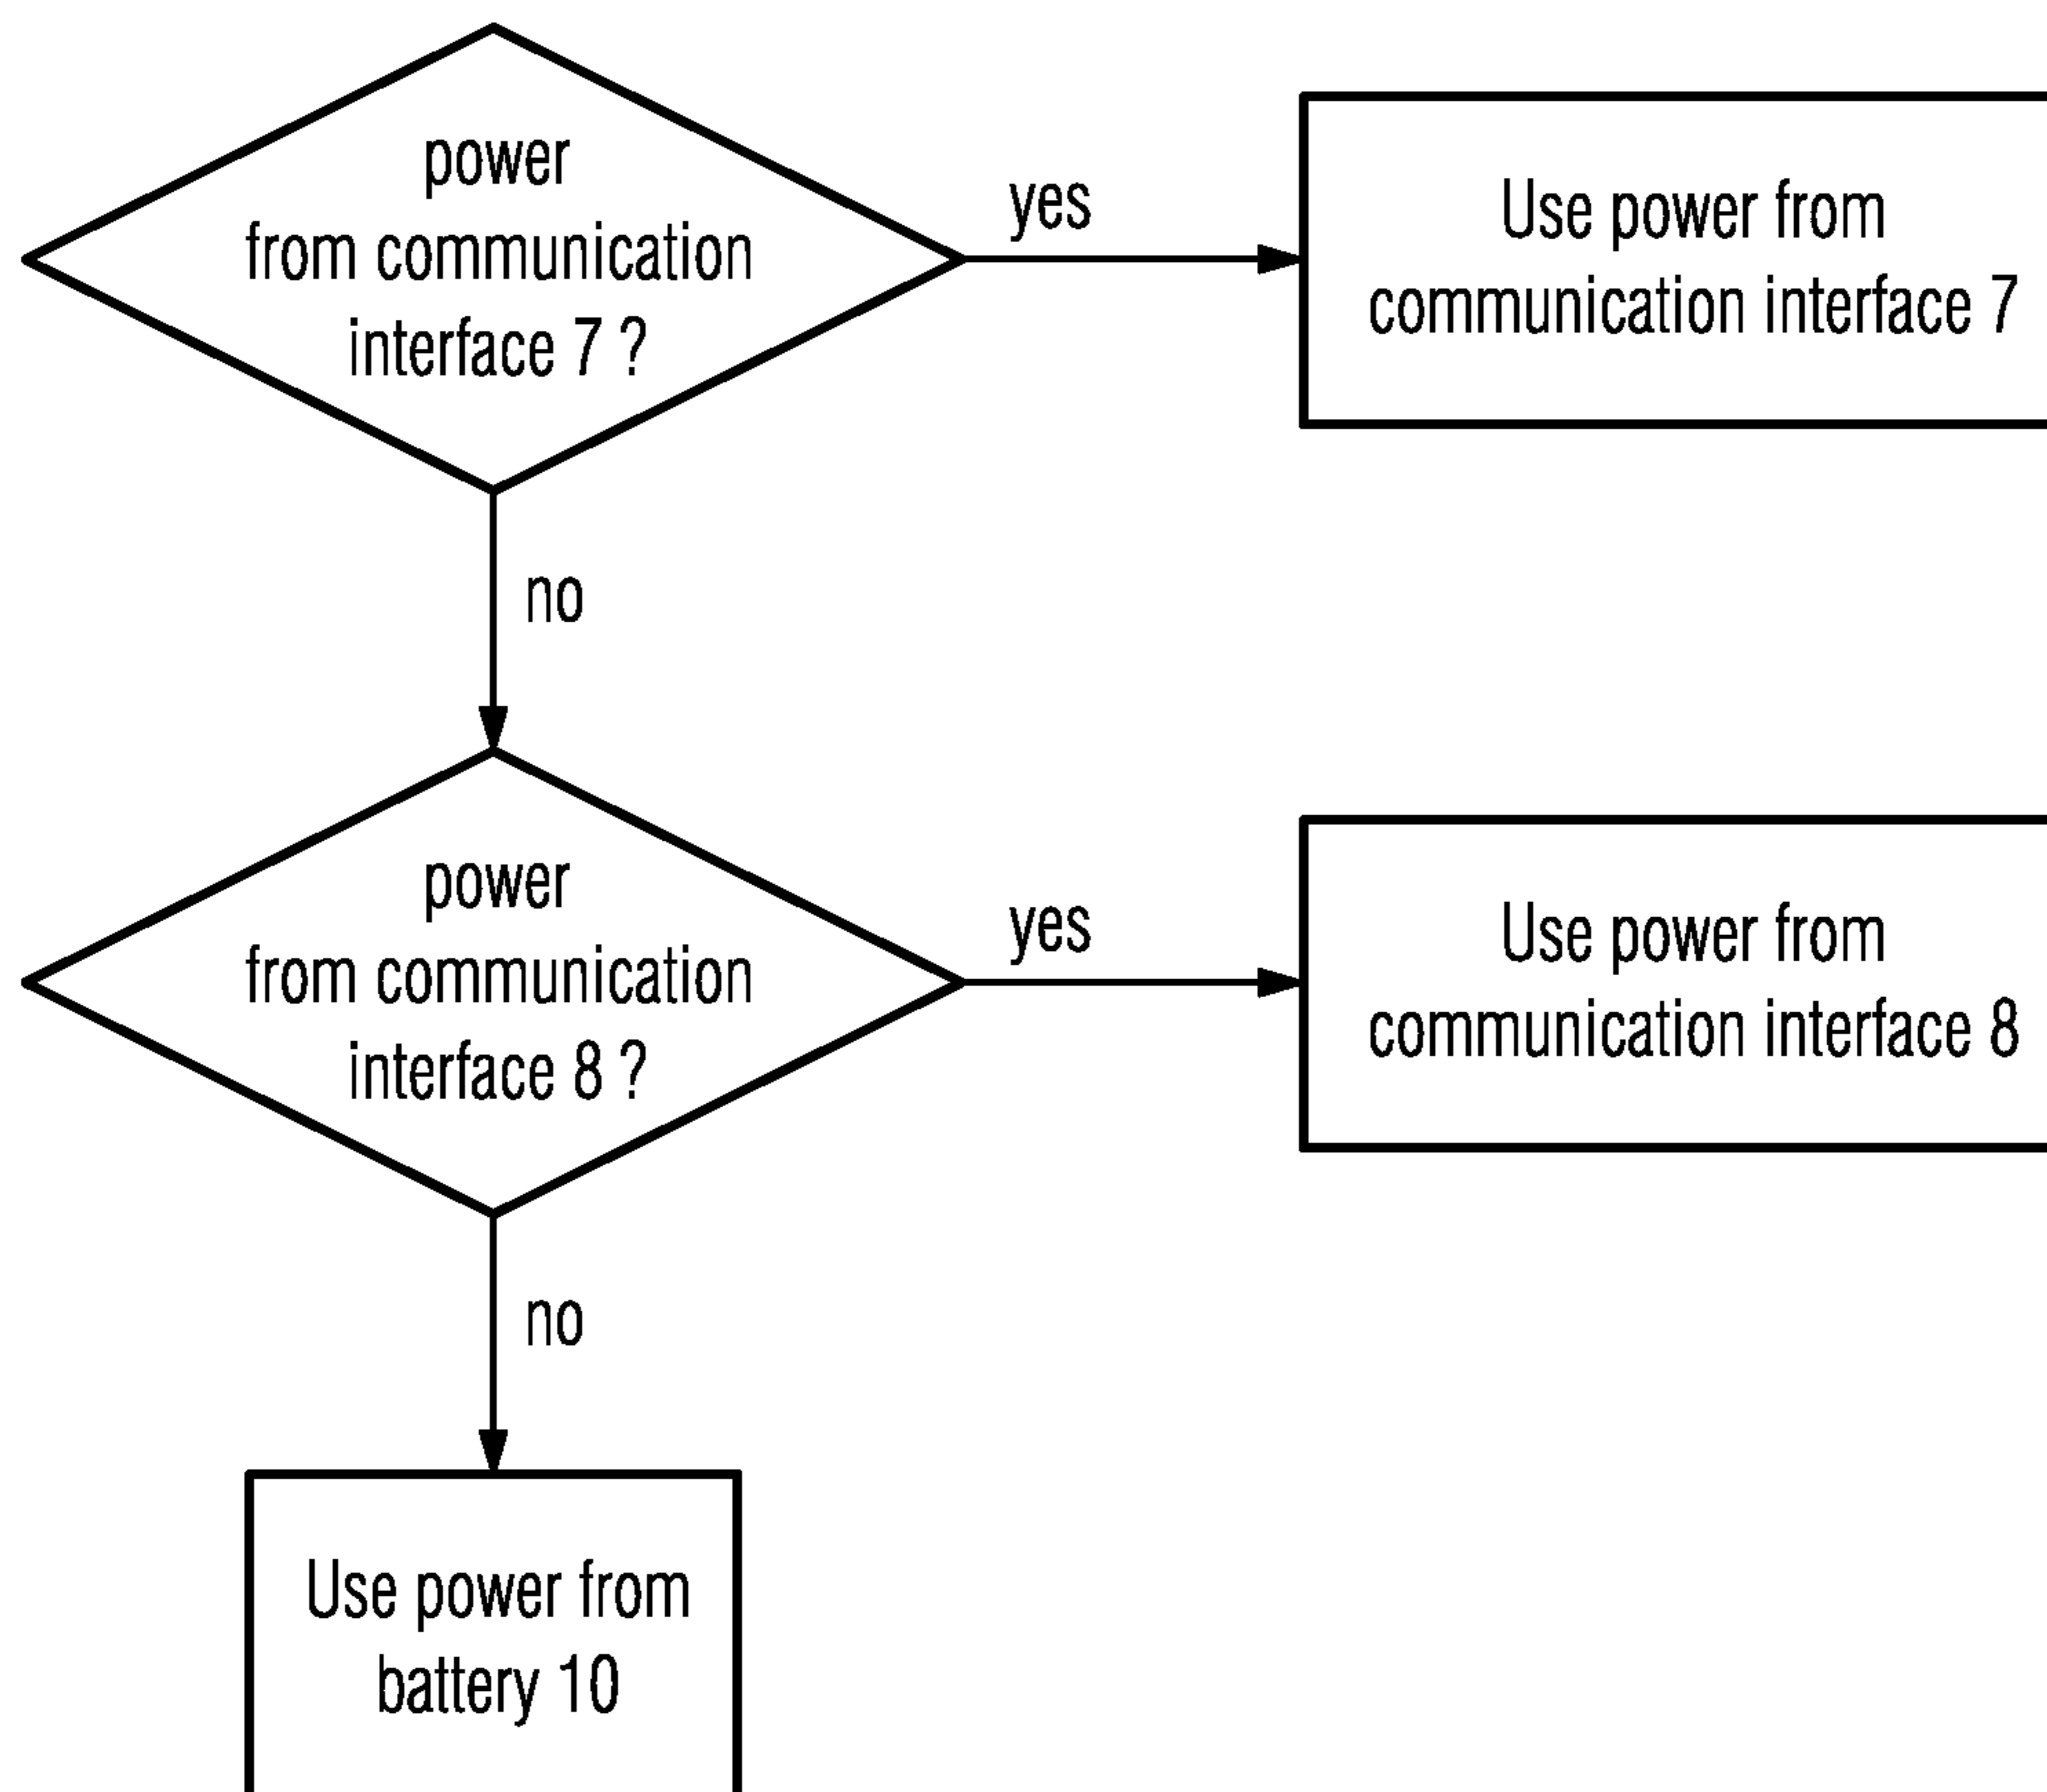 power
from communication
interface 7 ?
yes
Use power from
communication interface 7
no
power
from communication
interface 8 ?
yes
Use power from
communication interface 8
no
Use power from
battery 10